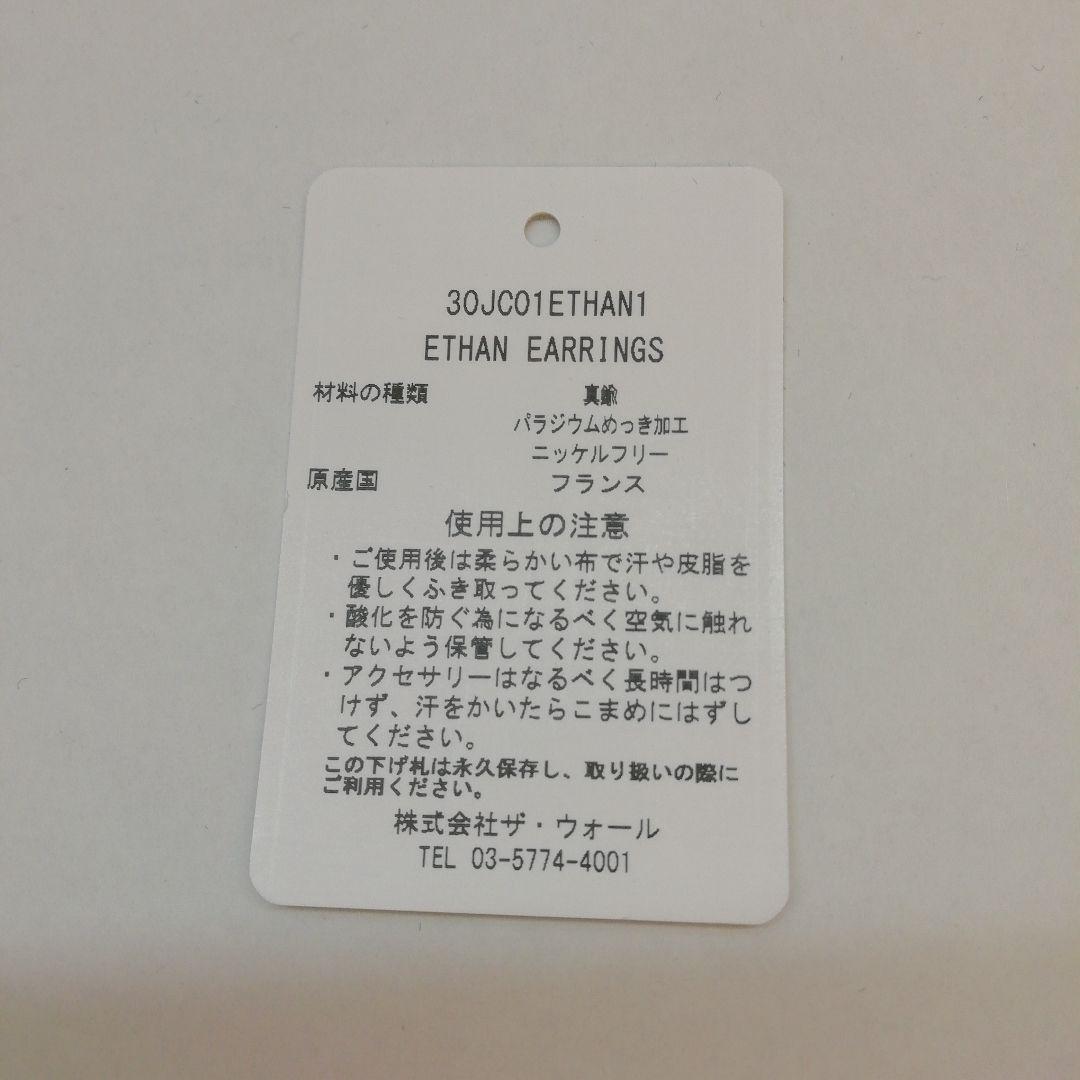 30JC01ETHAN1
ETHAN EARRINGS
材料の種類 真鍮
パラジウムめっき加工
ニッケルフリー
原産国 フランス
使用上の注意
・ご使用後は柔らかい布で汗や皮脂を
優しくふき取ってください。
・酸化を防ぐ為になるべく空気に触れ
ないよう保管してください。
・アクセサリーはなるべく長時間はつ
けず、汗をかいたらこまめにはずし
てください。
この下げ札は永久保存し、取り扱いの際に
ご利用ください。
株式会社ザ・ウォール
TEL 03-5774-4001